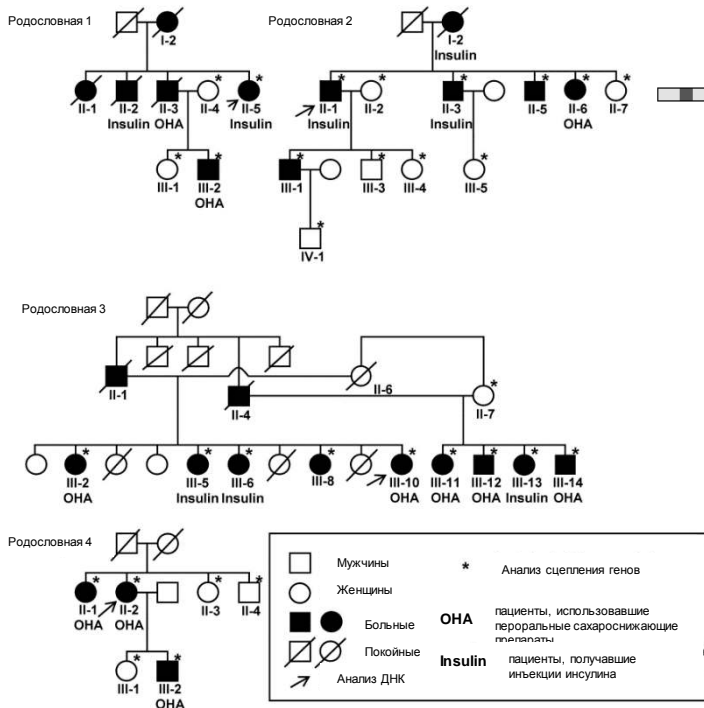 Родословная 1
I-2
II-1 II-2 II-3 II-4 II-5
Insulin OHA Insulin
III-1 III-2
OHA
Родословная 2
I-2
Insulin
II-1 II-2 II-3 II-5 II-6 II-7
Insulin Insulin OHA
III-1 III-3 III-4 III-5
IV-1
Родословная 3
II-1 II-4 II-6 II-7
III-2 III-5 III-6 III-8 III-10 III-11 III-12 III-13 III-14
OHA Insulin Insulin OHA OHA OHA Insulin OHA
Родословная 4
II-1 II-2 II-3 II-4
OHA OHA
III-1 III-2
OHA
Мужчины
Женщины
Больные
Покойные
Анализ ДНК
* Анализ сцепления генов
OHA пациенты, использовавшие
пероральные сахароснижающие
препараты
Insulin пациенты, получавшие
инъекции инсулина